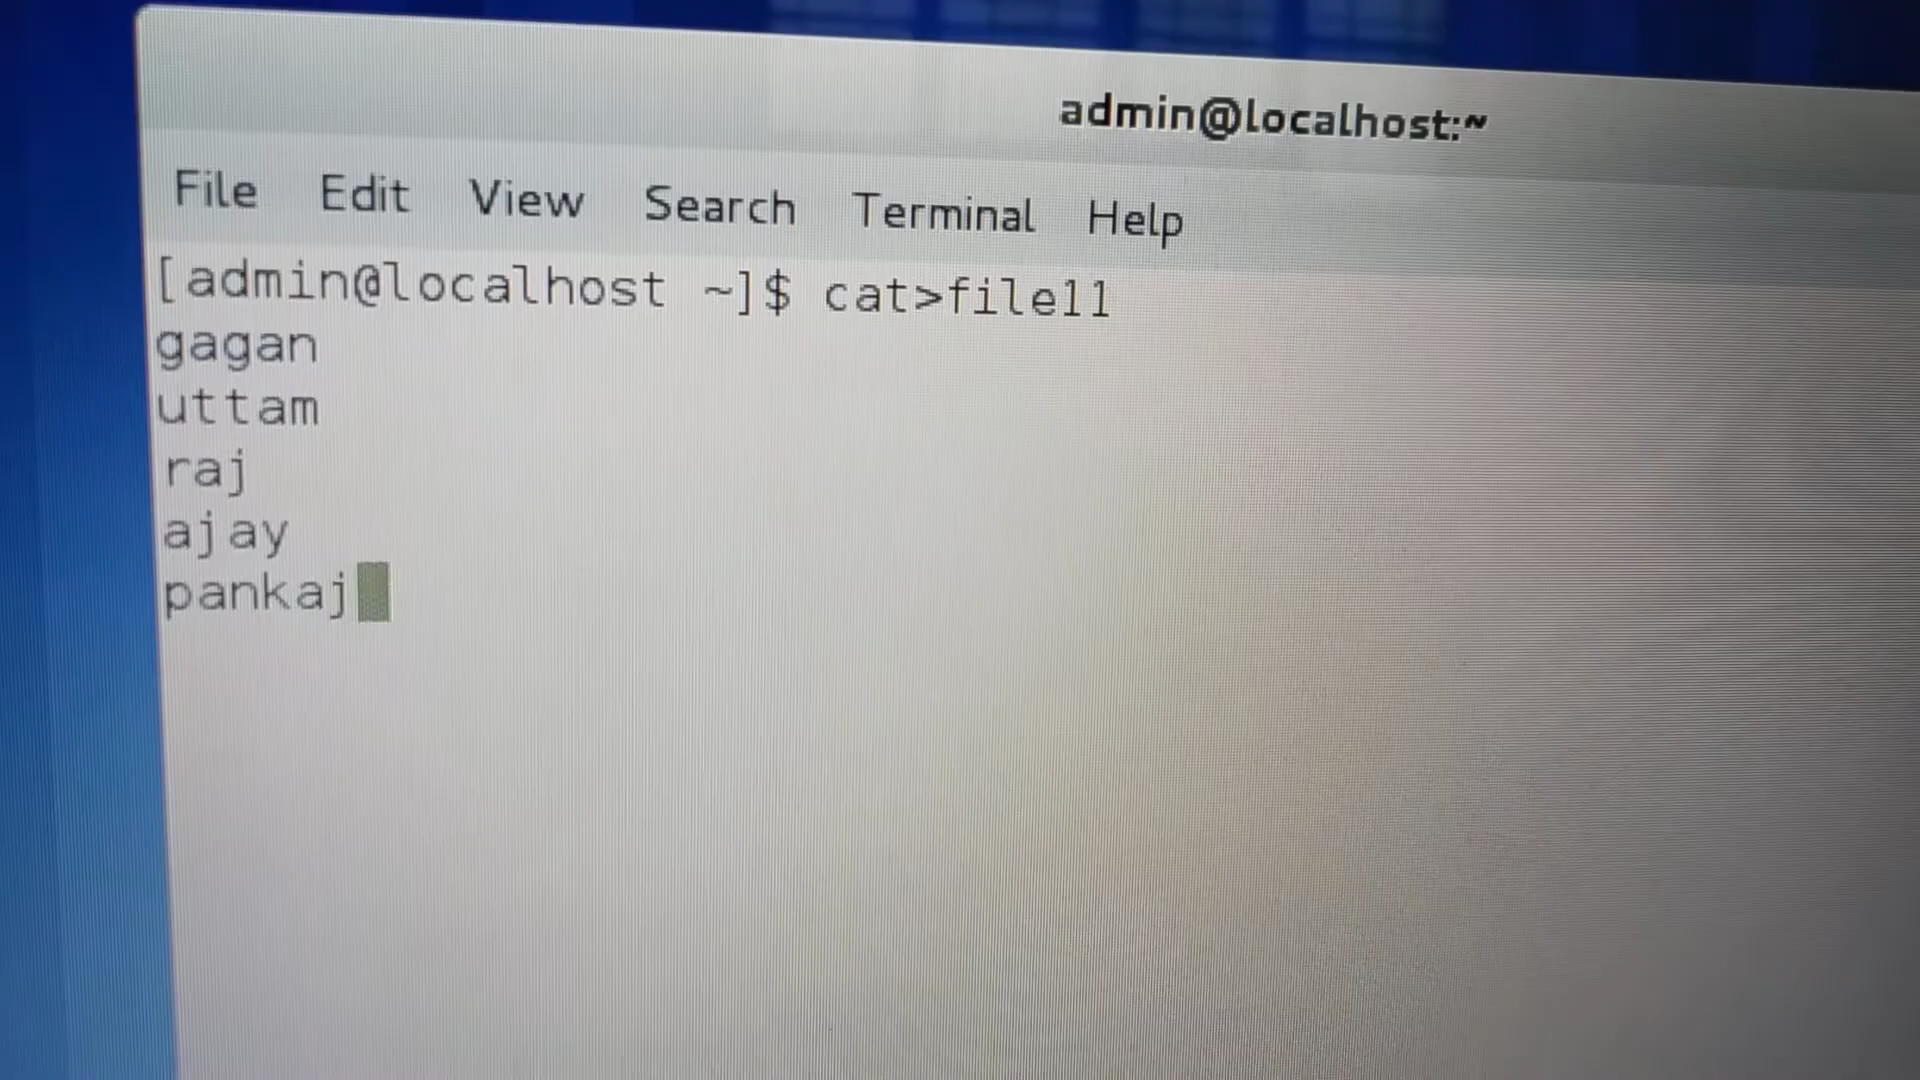 admin@localhost:~
File Edit View Search Terminal Help
[admin@localhost ~]$ cat>file11
gagan
uttam
raj
ajay
pankaj